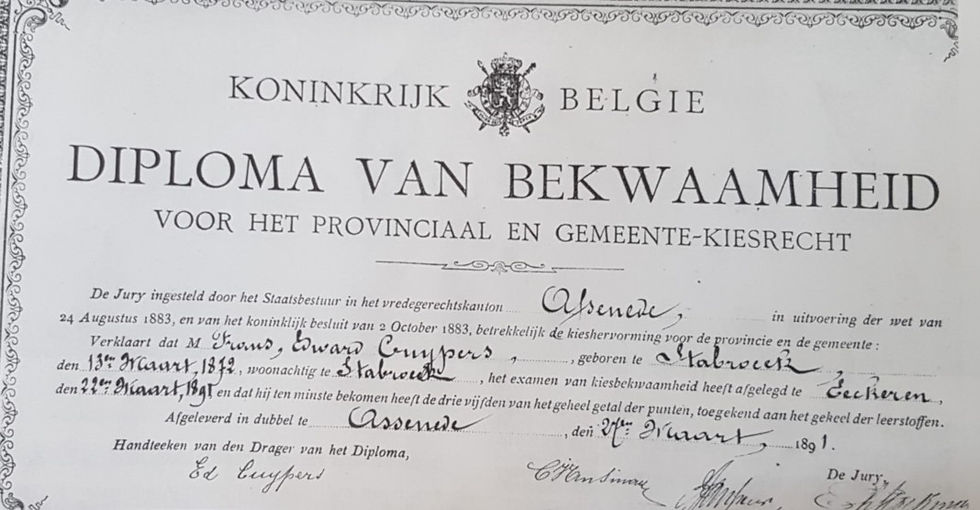 KONINKRIJK BELGIE
DIPLOMA VAN BEKWAAMHEID
VOOR HET PROVINCIAAL EN GEMEENTE-KIESRECHT
De Jury ingesteld door het Staatsbestuur in het vredegerechtskanton Assenede, in uitvoering der wet van
24 Augustus 1883, en van het koninklijk besluit van 2 October 1883, betrekkelijk de kieshervorming voor de provincie en de gemeente :
Verklaart dat M Frans, Edward Cuypers, geboren te Stabroeck,
den 13en Maart, 1872, woonachtig te Stabroeck, het examen van kiesbekwaamheid heeft afgelegd te Eeckeren,
den 22en Maart, 1891 en dat hij ten minste bekomen heeft de drie vijfden van het geheel getal der punten, toegekend aan het geheel der leerstoffen.
Afgeleverd in dubbel te Assenede, den 27en Maart, 1891.
Handteeken van den Drager van het Diploma, De Jury,
Ed Cuypers